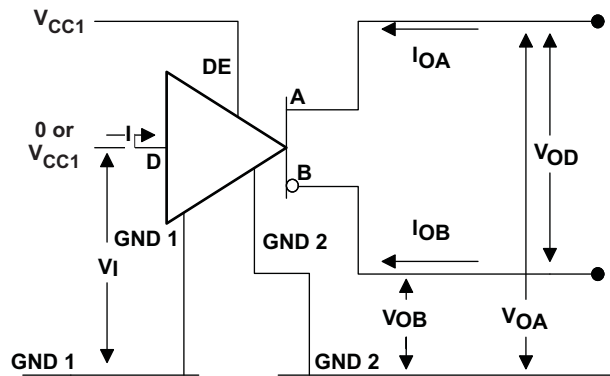 VCC1
DE
IOA
A
0 or
VCC1
I
D
VOD
B
GND 1
GND 2
IOB
VI
VOB
VOA
GND 1
GND 2